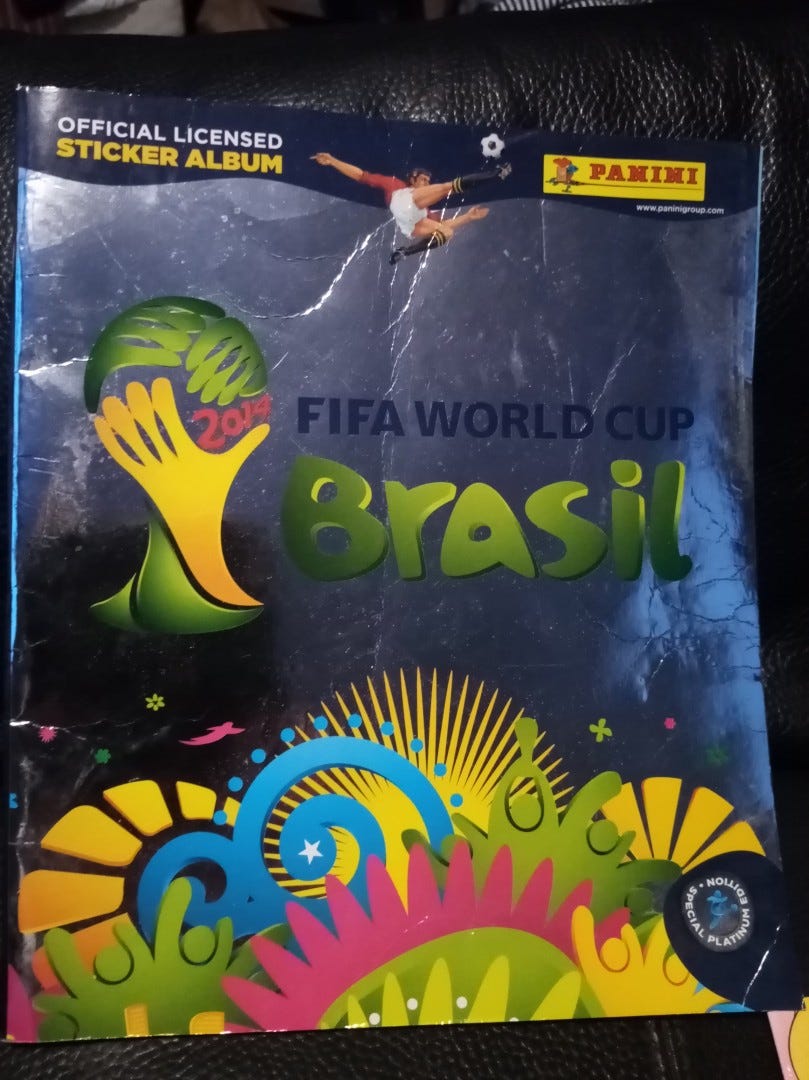 OFFICIAL LICENSED
STICKER ALBUM
PANINI
www.paninigroup.com
2014
FIFA WORLD CUP
Brasil
• SPECIAL PLATINUM EDITION